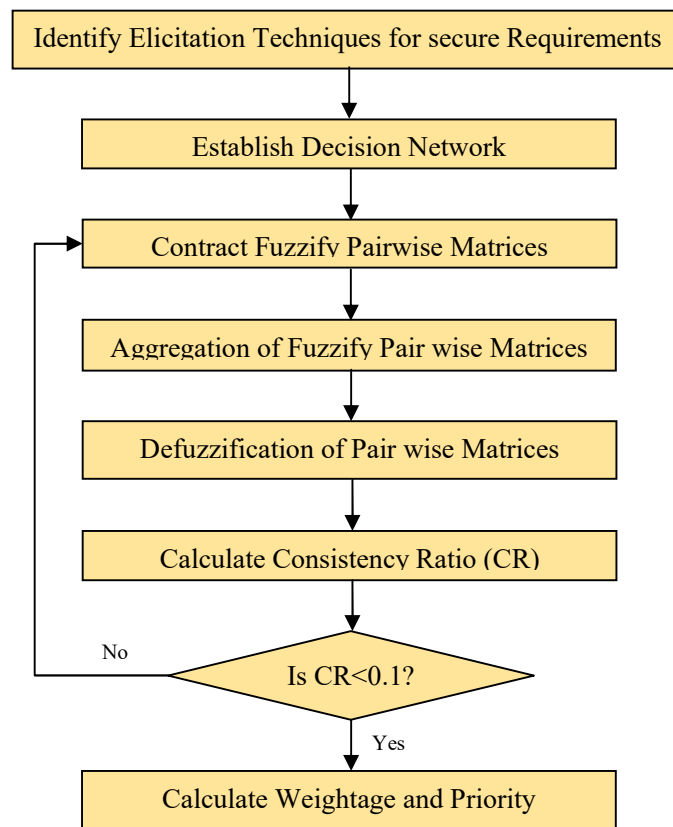 Identify Elicitation Techniques for secure Requirements
Establish Decision Network
Contract Fuzzify Pairwise Matrices
Aggregation of Fuzzify Pair wise Matrices
Defuzzification of Pair wise Matrices
Calculate Consistency Ratio (CR)
No
Is CR<0.1?
Yes
Calculate Weightage and Priority